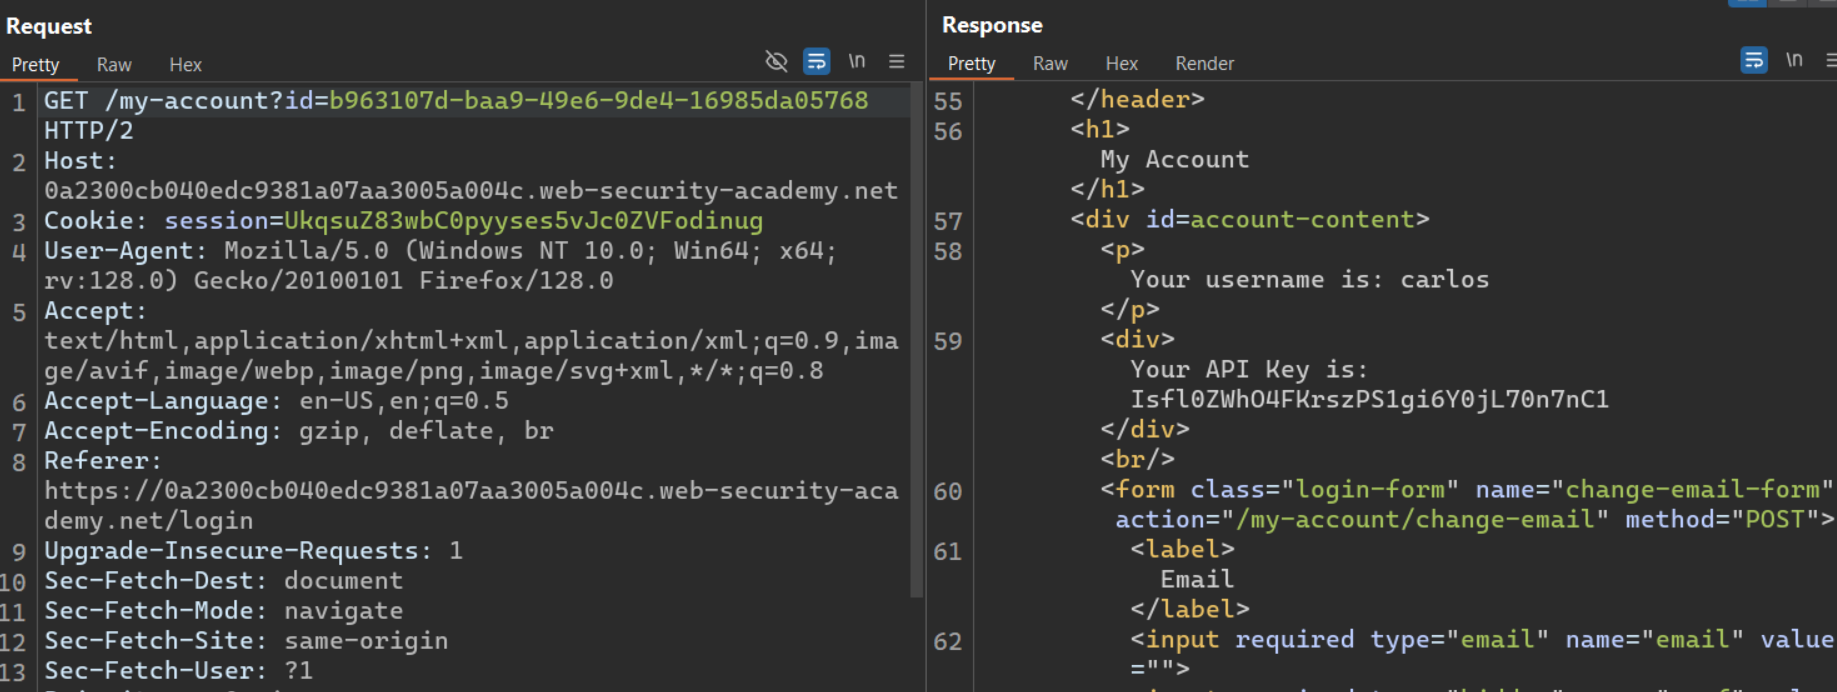 Request
Pretty Raw Hex \n
1 GET /my-account?id=b963107d-baa9-49e6-9de4-16985da05768
HTTP/2
2 Host:
0a2300cb040edc9381a07aa3005a004c.web-security-academy.net
3 Cookie: session=UkqsuZ83wbC0pyyses5vJc0ZVFodinug
4 User-Agent: Mozilla/5.0 (Windows NT 10.0; Win64; x64;
rv:128.0) Gecko/20100101 Firefox/128.0
5 Accept:
text/html,application/xhtml+xml,application/xml;q=0.9,ima
ge/avif,image/webp,image/png,image/svg+xml,*/*;q=0.8
6 Accept-Language: en-US,en;q=0.5
7 Accept-Encoding: gzip, deflate, br
8 Referer:
https://0a2300cb040edc9381a07aa3005a004c.web-security-aca
demy.net/login
9 Upgrade-Insecure-Requests: 1
10 Sec-Fetch-Dest: document
11 Sec-Fetch-Mode: navigate
12 Sec-Fetch-Site: same-origin
13 Sec-Fetch-User: ?1
Response
Pretty Raw Hex Render \n
55 </header>
56 <h1>
My Account
</h1>
57 <div id=account-content>
58 <p>
Your username is: carlos
</p>
59 <div>
Your API Key is:
Isfl0ZWhO4FKrszPS1gi6Y0jL70n7nC1
</div>
<br/>
60 <form class="login-form" name="change-email-form"
action="/my-account/change-email" method="POST">
61 <label>
Email
</label>
62 <input required type="email" name="email" value
="">